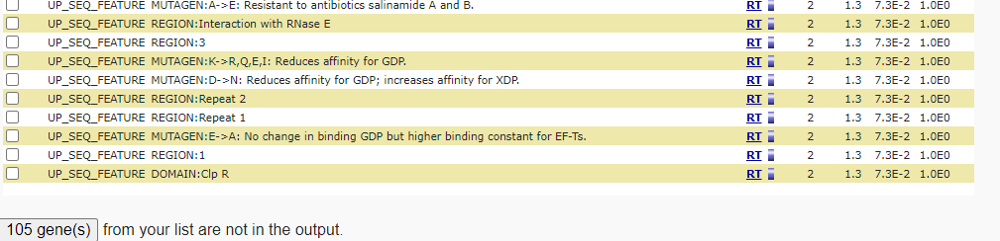 UP_SEQ_FEATURE MUTAGEN:A->E: Resistant to antibiotics salinamide A and B. RT 2 1.3 7.3E-2 1.0E0
UP_SEQ_FEATURE REGION:Interaction with RNase E RT 2 1.3 7.3E-2 1.0E0
UP_SEQ_FEATURE REGION:3 RT 2 1.3 7.3E-2 1.0E0
UP_SEQ_FEATURE MUTAGEN:K->R,Q,E,I: Reduces affinity for GDP. RT 2 1.3 7.3E-2 1.0E0
UP_SEQ_FEATURE MUTAGEN:D->N: Reduces affinity for GDP; increases affinity for XDP. RT 2 1.3 7.3E-2 1.0E0
UP_SEQ_FEATURE REGION:Repeat 2 RT 2 1.3 7.3E-2 1.0E0
UP_SEQ_FEATURE REGION:Repeat 1 RT 2 1.3 7.3E-2 1.0E0
UP_SEQ_FEATURE MUTAGEN:E->A: No change in binding GDP but higher binding constant for EF-Ts. RT 2 1.3 7.3E-2 1.0E0
UP_SEQ_FEATURE REGION:1 RT 2 1.3 7.3E-2 1.0E0
UP_SEQ_FEATURE DOMAIN:Clp R RT 2 1.3 7.3E-2 1.0E0
105 gene(s) from your list are not in the output.